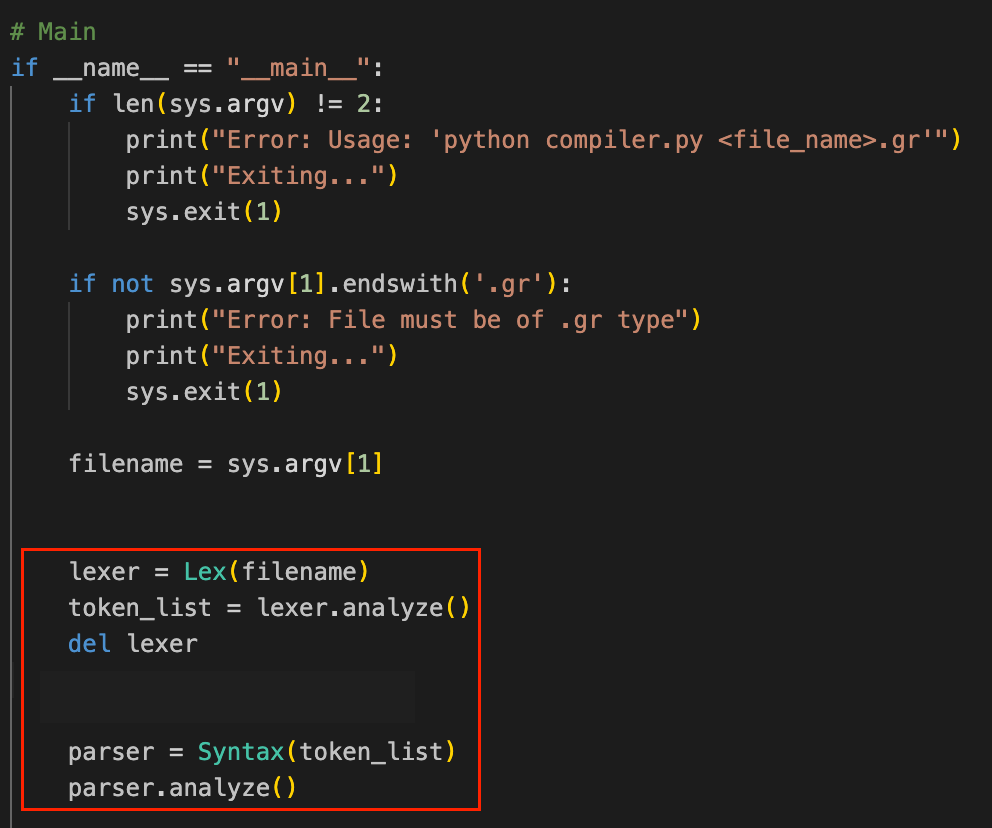 # Main
if __name__ == "__main__":
    if len(sys.argv) != 2:
        print("Error: Usage: 'python compiler.py <file_name>.gr'")
        print("Exiting...")
        sys.exit(1)
    if not sys.argv[1].endswith('.gr'):
        print("Error: File must be of .gr type")
        print("Exiting...")
        sys.exit(1)
    filename = sys.argv[1]
    lexer = Lex(filename)
    token_list = lexer.analyze()
    del lexer
    parser = Syntax(token_list)
    parser.analyze()